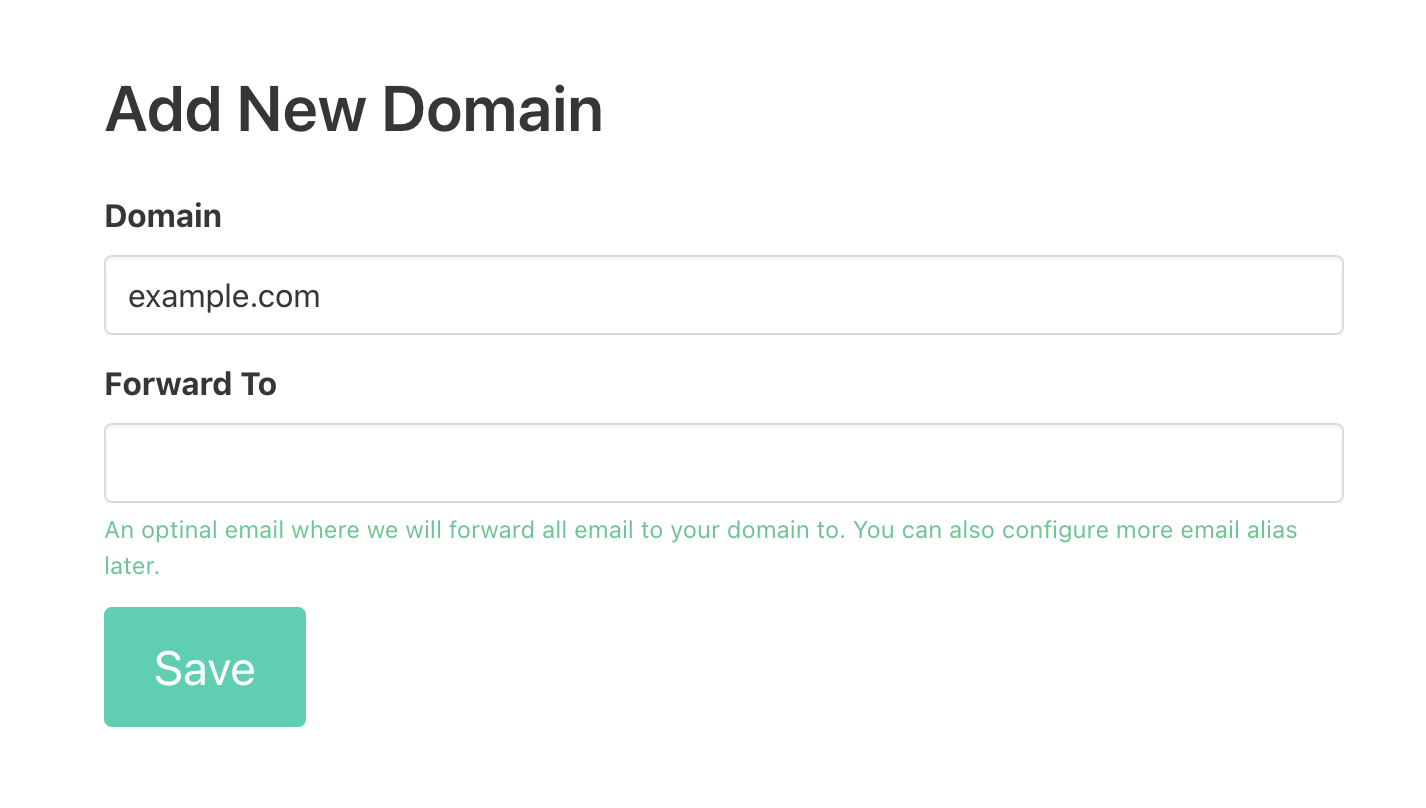 Add New Domain
Domain
example.com
Forward To
An optinal email where we will forward all email to your domain to. You can also configure more email alias
later.
Save